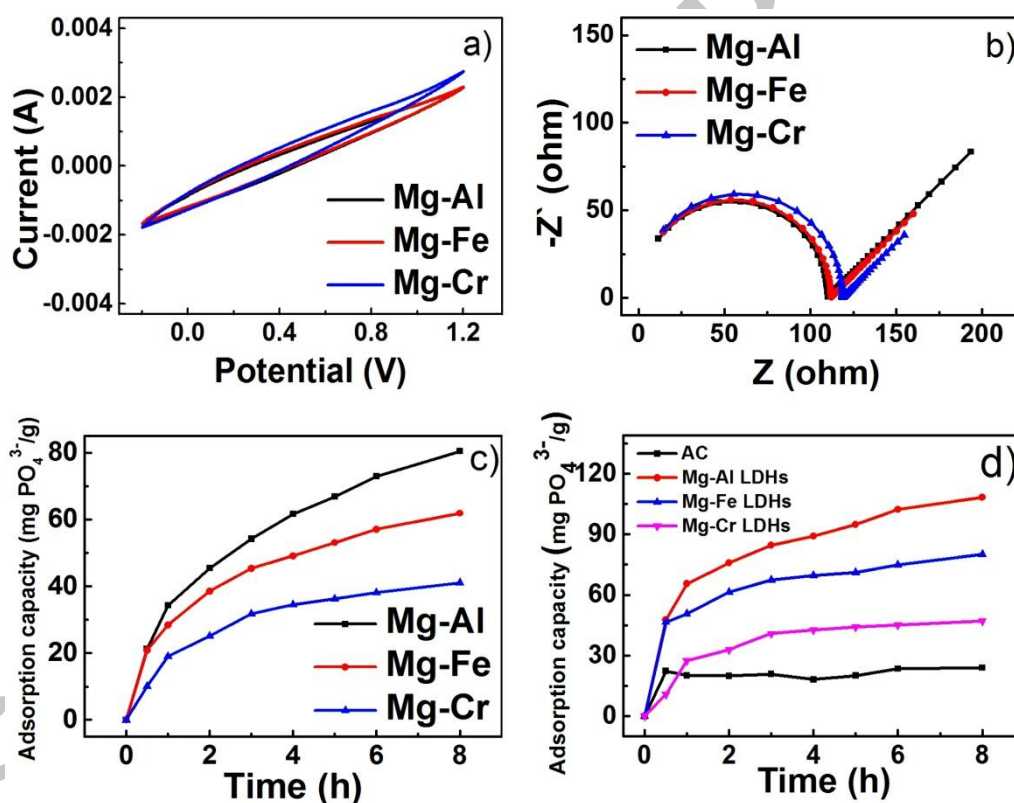 a)
0.004
0.002
0.000
-0.002
-0.004
Current (A)
Mg-Al
Mg-Fe
Mg-Cr
0.0 0.4 0.8 1.2
Potential (V)
b)
150
100
50
0
-Z` (ohm)
Mg-Al
Mg-Fe
Mg-Cr
0 50 100 150 200
Z (ohm)
c)
80
60
40
20
0
Adsorption capacity (mg PO₄³⁻/g)
Mg-Al
Mg-Fe
Mg-Cr
0 2 4 6 8
Time (h)
d)
120
90
60
30
0
Adsorption capacity (mg PO₄³⁻/g)
AC
Mg-Al LDHs
Mg-Fe LDHs
Mg-Cr LDHs
0 2 4 6 8
Time (h)